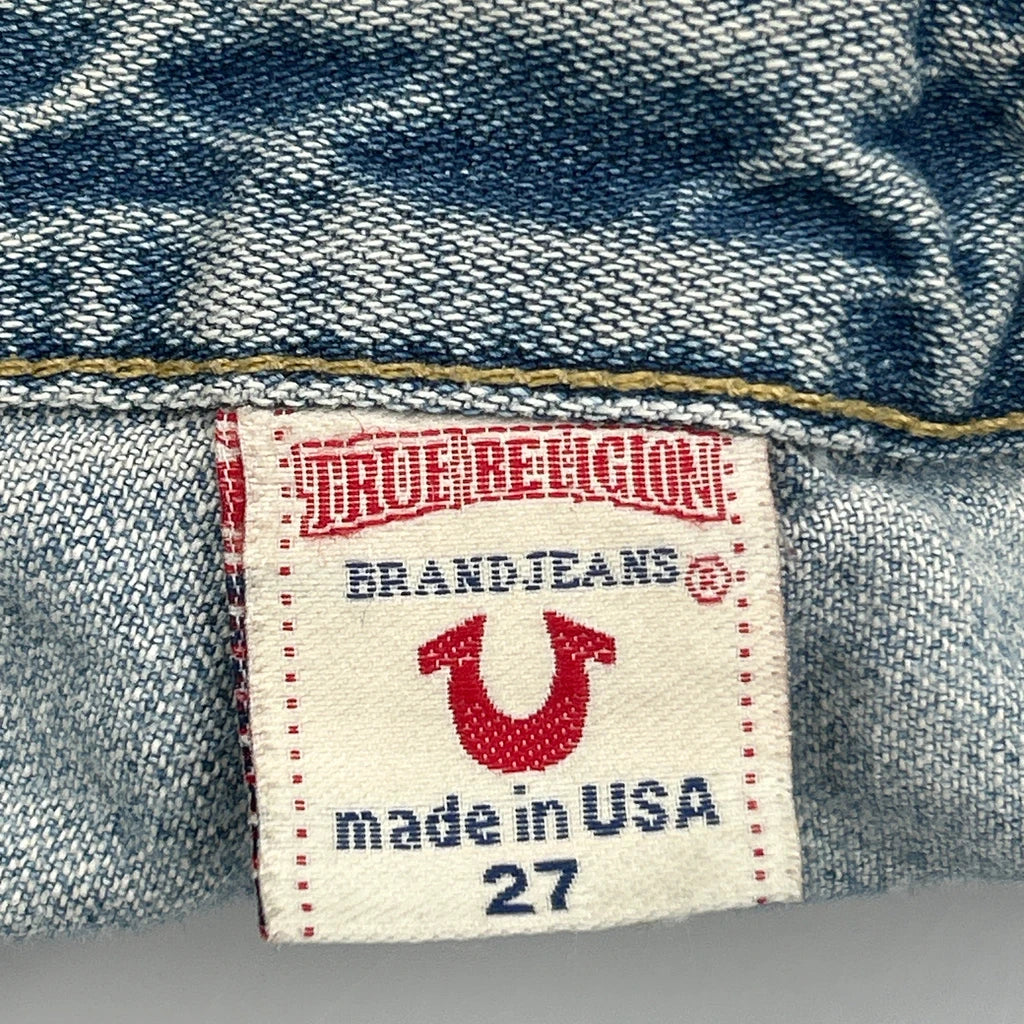 TRUE RELIGION
BRAND JEANS®
made in USA
27